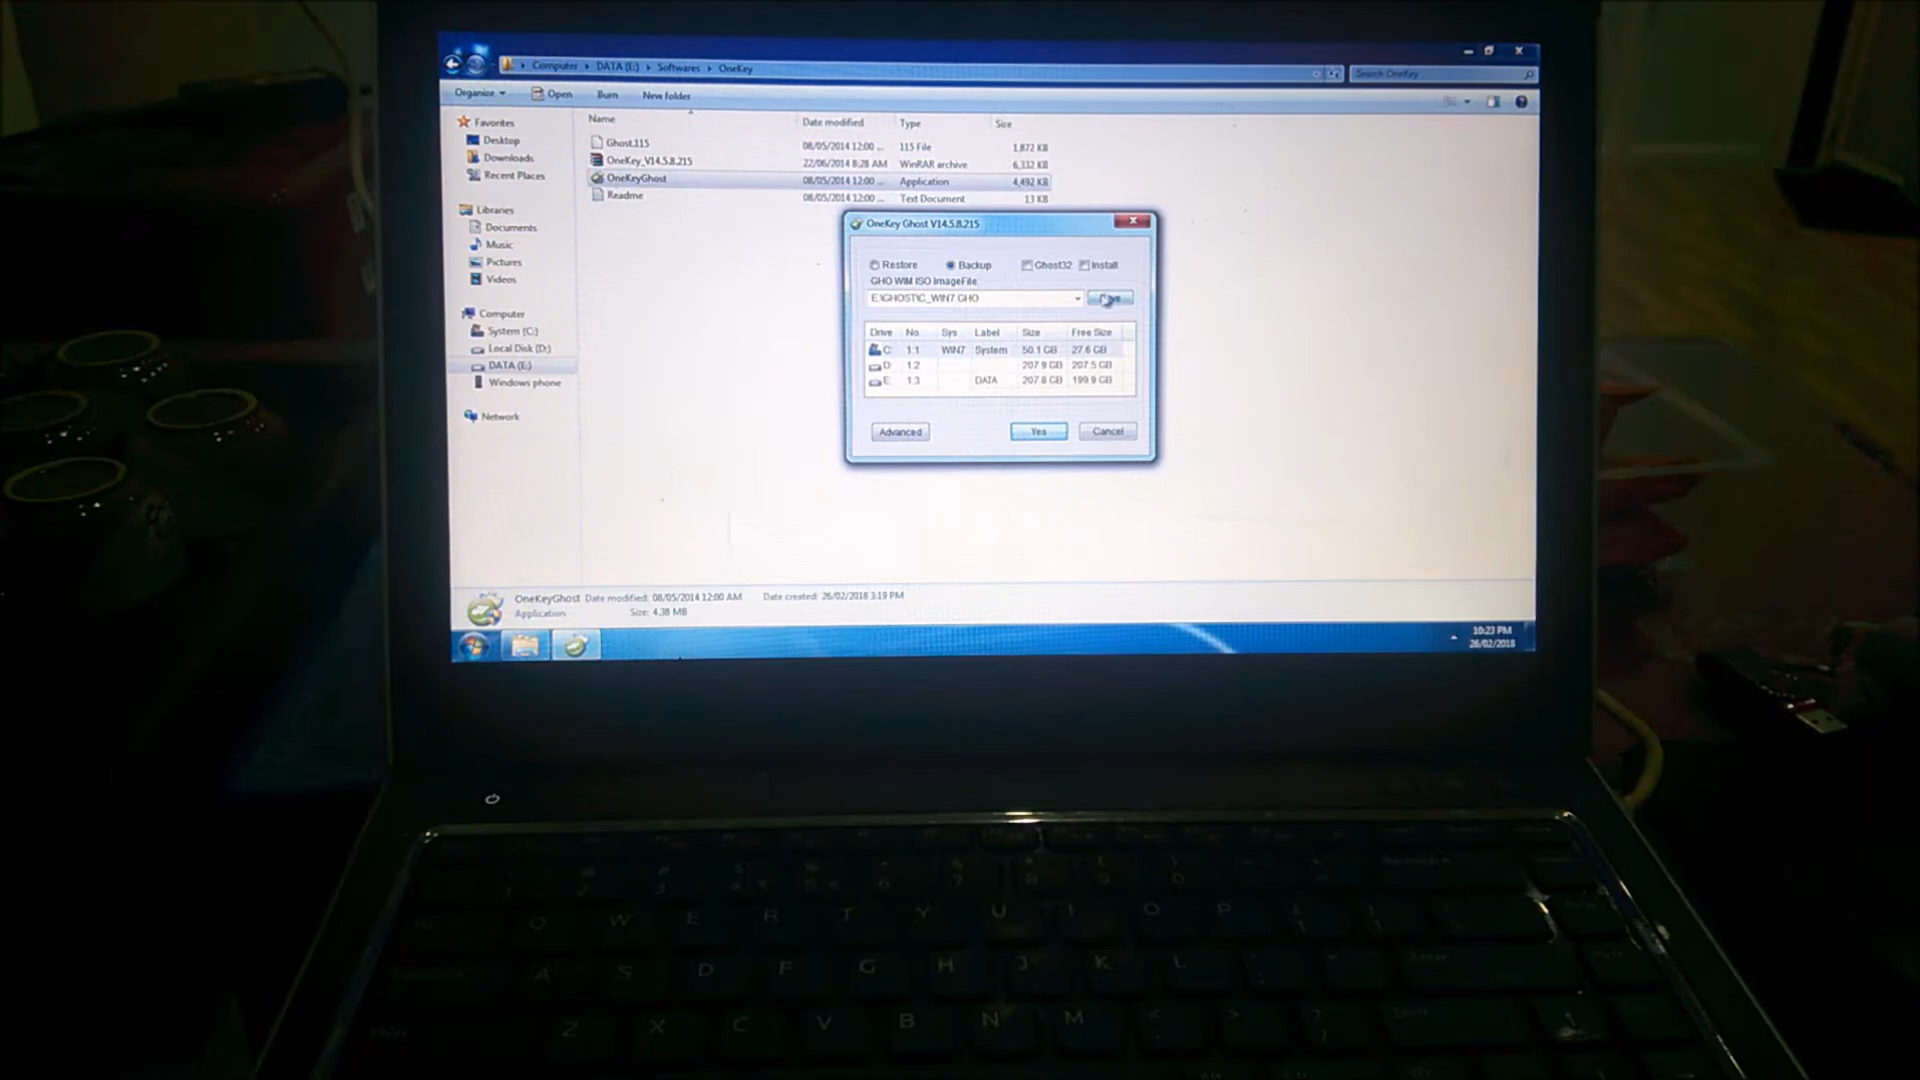 Computer ▸ DATA (E:) ▸ Softwares ▸ OneKey
Search OneKey
Organize Open Burn New folder
Name Date modified Type Size
Ghost.115 08/05/2014 12:00 ... 115 File 1,872 KB
OneKey_V14.5.8.215 22/06/2014 8:28 AM WinRAR archive 6,332 KB
OneKeyGhost 08/05/2014 12:00 ... Application 4,492 KB
Readme 08/05/2014 12:00 ... Text Document 13 KB
Favorites
Desktop
Downloads
Recent Places
Libraries
Documents
Music
Pictures
Videos
Computer
System (C:)
Local Disk (D:)
DATA (E:)
Windows phone
Network
OneKey Ghost V14.5.8.215
Restore Backup Ghost32 Install
GHO WIM ISO ImageFile:
E:\GHOST\C_WIN7.GHO
Drive No. Sys Label Size Free Size
C: 1:1 WIN7 System 50.1 GB 27.6 GB
D: 1:2 207.9 GB 207.5 GB
E: 1:3 DATA 207.8 GB 199.9 GB
Advanced Yes Cancel
OneKeyGhost Date modified: 08/05/2014 12:00 AM Date created: 26/02/2018 3:19 PM
Application Size: 4.38 MB
10:23 PM
26/02/2018
Q W E R T Y U I O P
A S D F G H J K L
Z X C V B N M